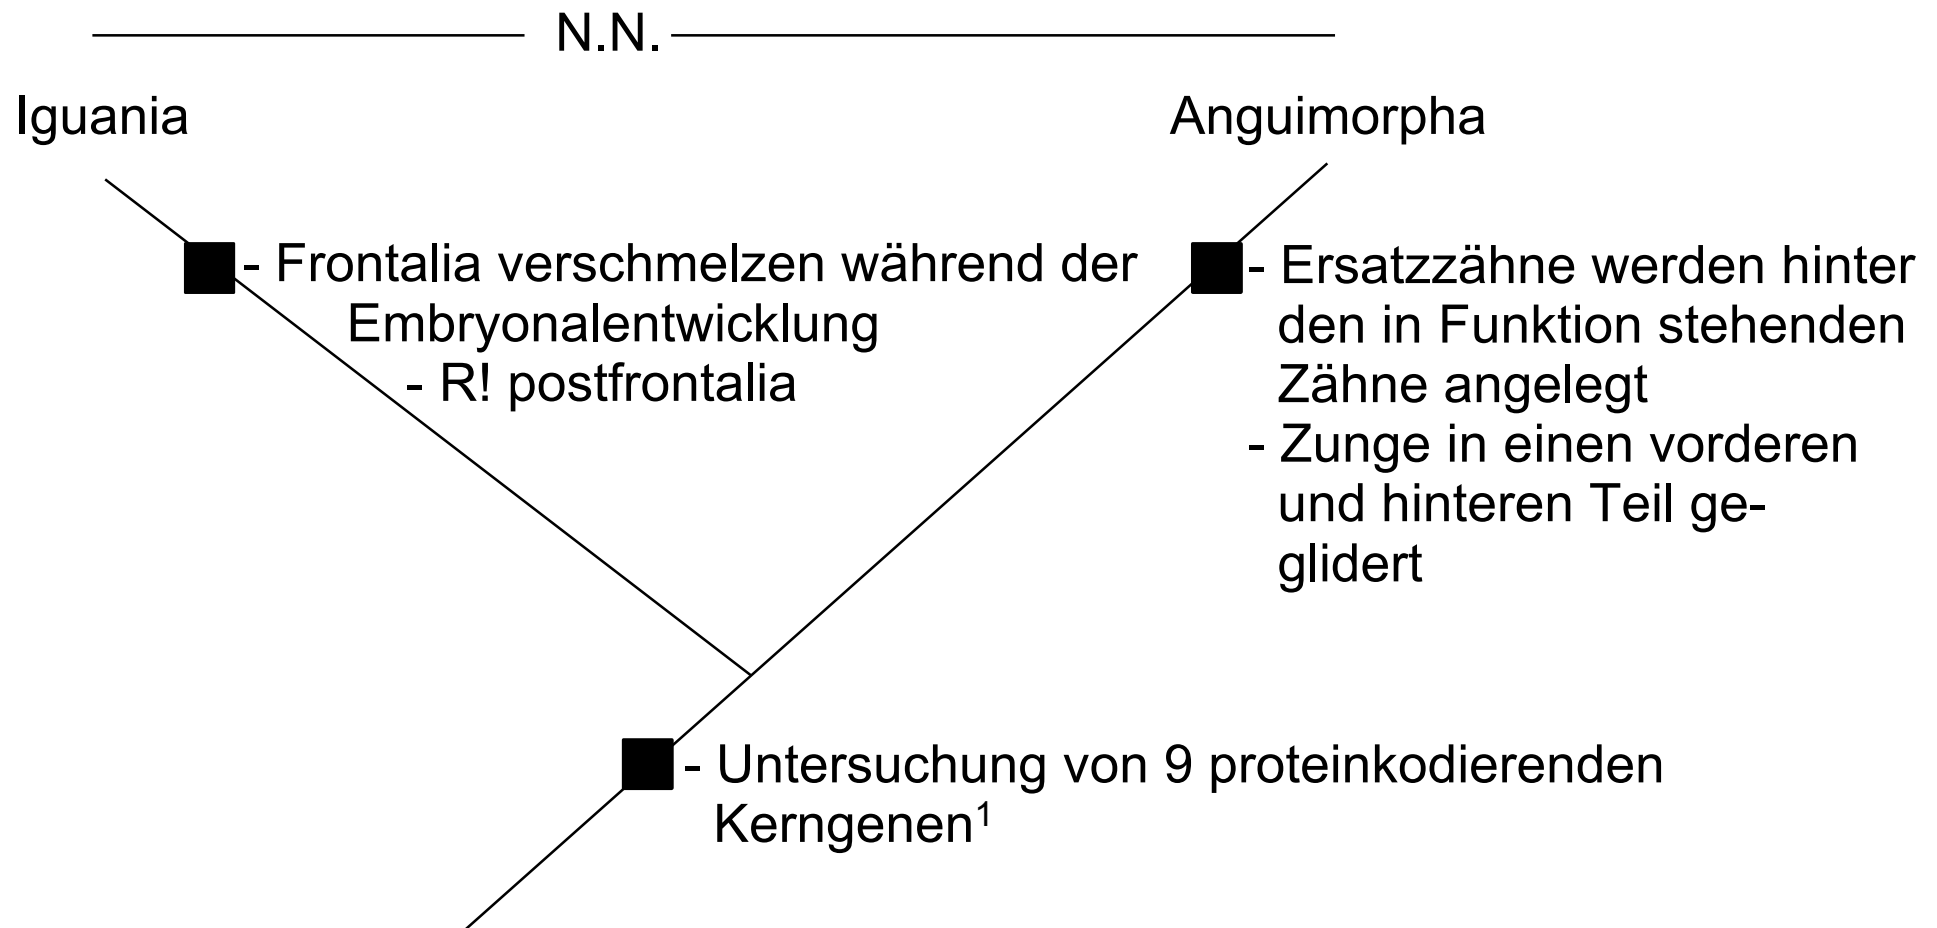 N.N.
Iguania
Anguimorpha
- Frontalia verschmelzen während der
Embryonalentwicklung
- R! postfrontalia
- Ersatzzähne werden hinter
den in Funktion stehenden
Zähne angelegt
- Zunge in einen vorderen
und hinteren Teil ge-
glidert
- Untersuchung von 9 proteinkodierenden
Kerngenen¹